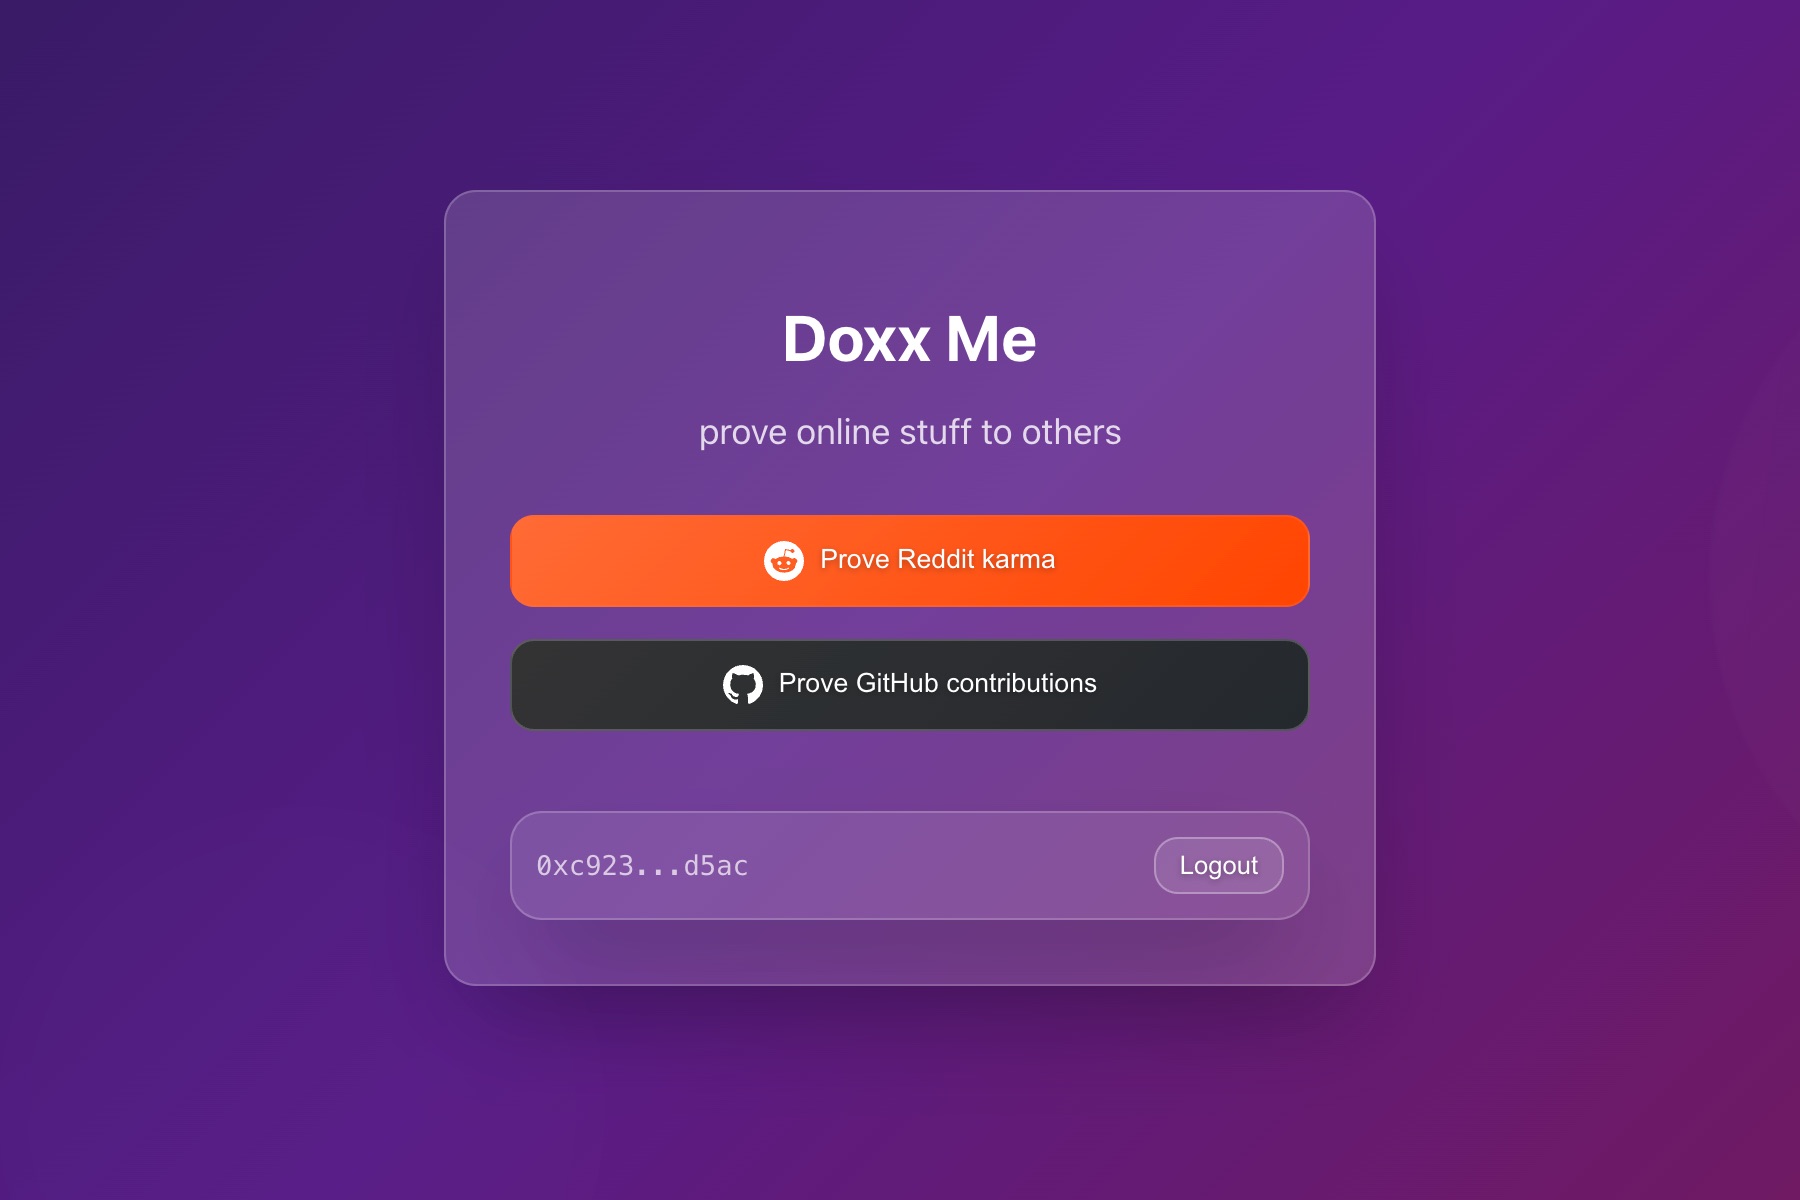 Doxx Me
prove online stuff to others
Prove Reddit karma
Prove GitHub contributions
0xc923...d5ac
Logout